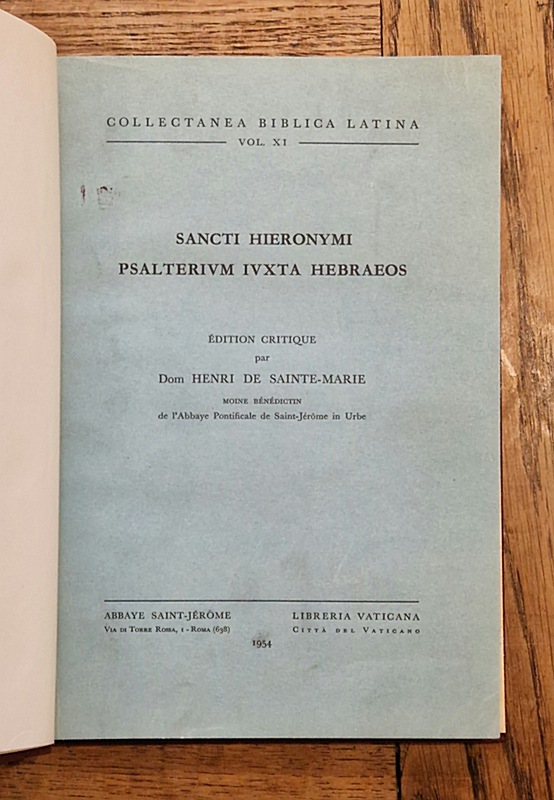 COLLECTANEA BIBLICA LATINA
VOL. XI
SANCTI HIERONYMI
PSALTERIVM IVXTA HEBRAEOS
ÉDITION CRITIQUE
par
Dom HENRI DE SAINTE-MARIE
MOINE BÉNÉDICTIN
de l'Abbaye Pontificale de Saint-Jérôme in Urbe
ABBAYE SAINT-JÉRÔME LIBRERIA VATICANA
VIA DI TORRE ROSSA, 1 - ROMA (638) CITTÀ DEL VATICANO
1954